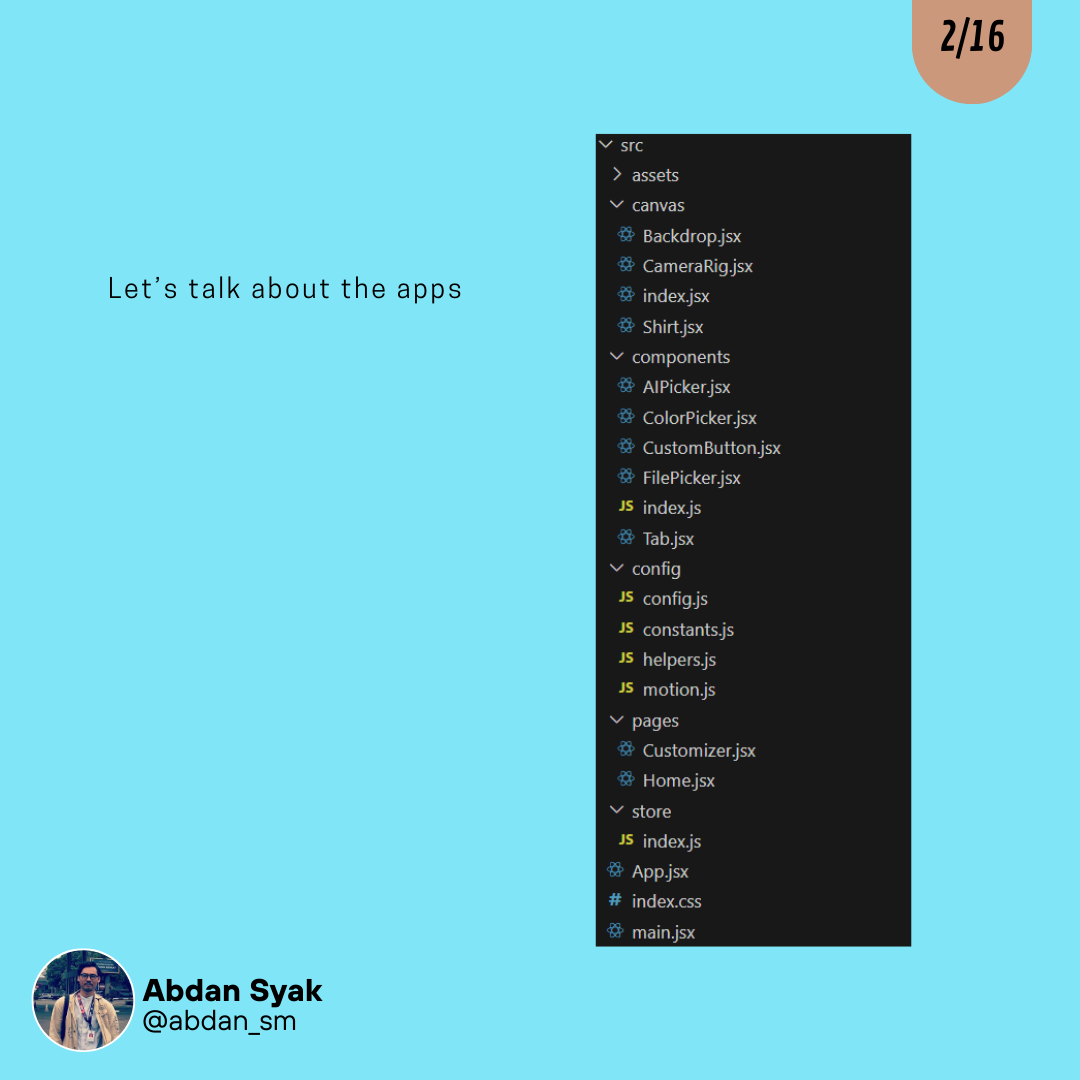 2/16
Let's talk about the apps
src
assets
canvas
Backdrop.jsx
CameraRig.jsx
index.jsx
Shirt.jsx
components
AIPicker.jsx
ColorPicker.jsx
CustomButton.jsx
FilePicker.jsx
JS index.js
Tab.jsx
config
JS config.js
JS constants.js
JS helpers.js
JS motion.js
pages
Customizer.jsx
Home.jsx
store
JS index.js
App.jsx
# index.css
main.jsx
Abdan Syak
@abdan_sm